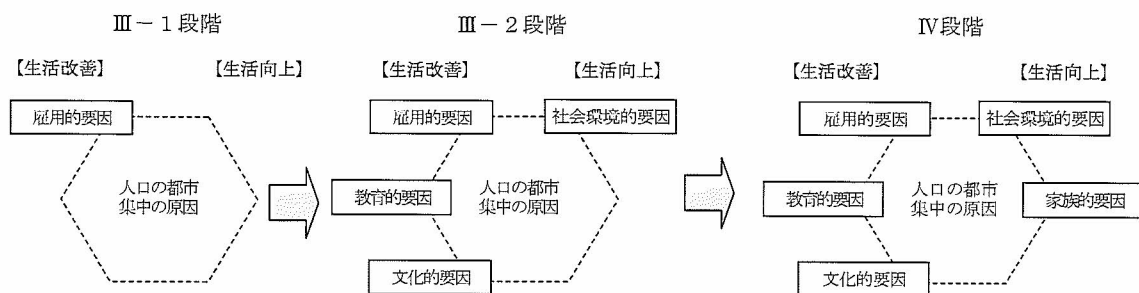 Ⅲ－1段階
【生活改善】
【生活向上】
雇用的要因
人口の都市
集中の原因
Ⅲ－2段階
【生活改善】
【生活向上】
雇用的要因
社会環境的要因
教育的要因
人口の都市
集中の原因
文化的要因
Ⅳ段階
【生活改善】
【生活向上】
雇用的要因
社会環境的要因
教育的要因
人口の都市
集中の原因
家族的要因
文化的要因